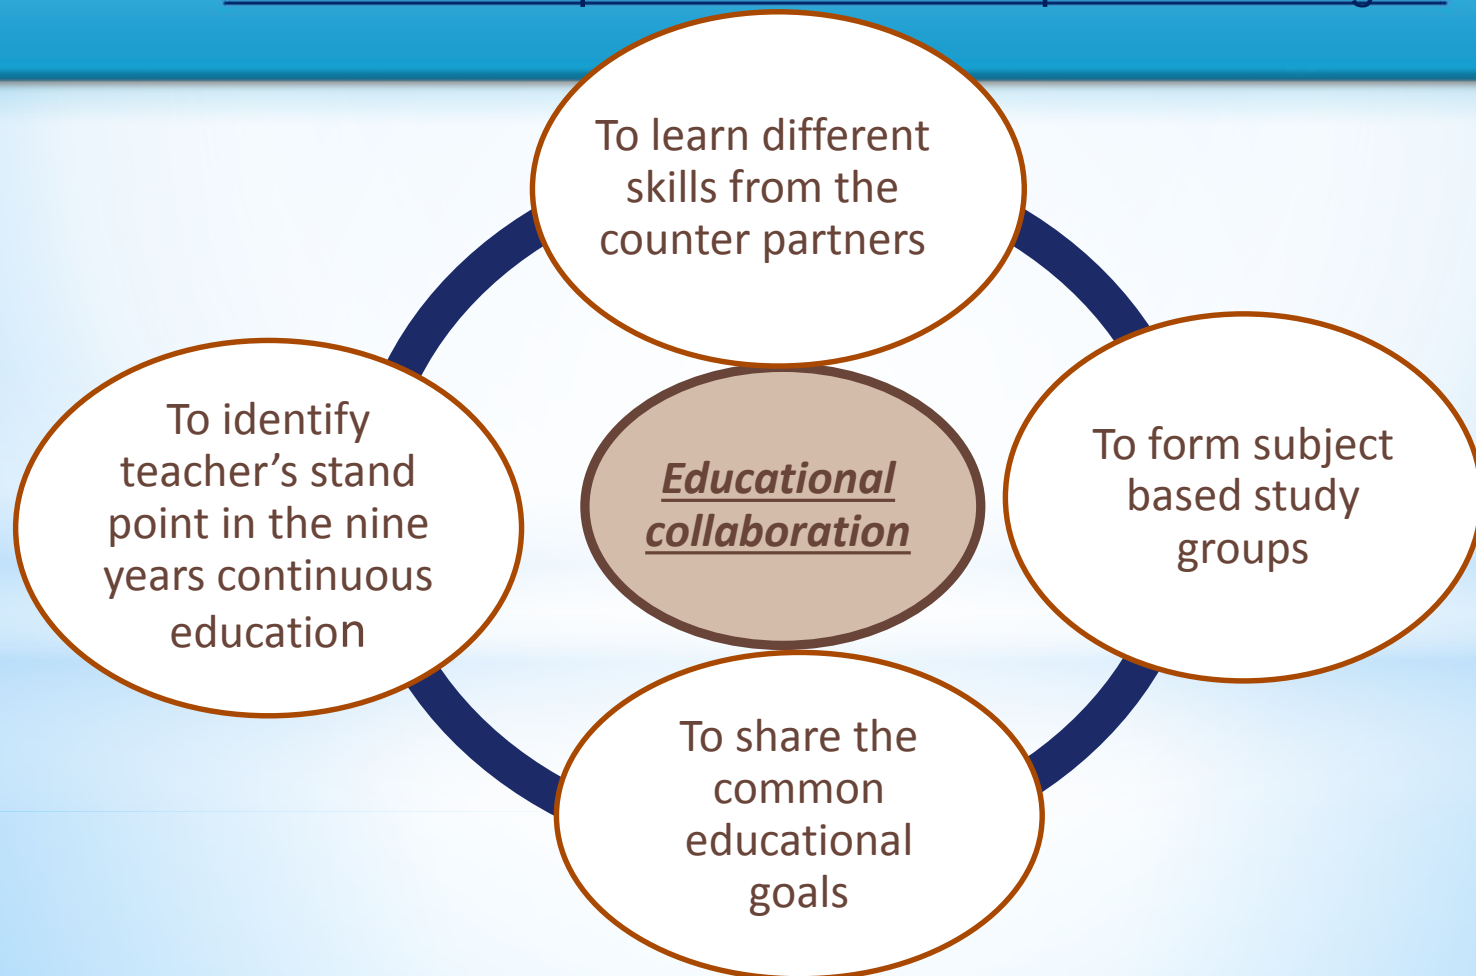 To learn different
skills from the
counter partners
To identify
teacher’s stand
point in the nine
years continuous
education
Educational
collaboration
To form subject
based study
groups
To share the
common
educational
goals